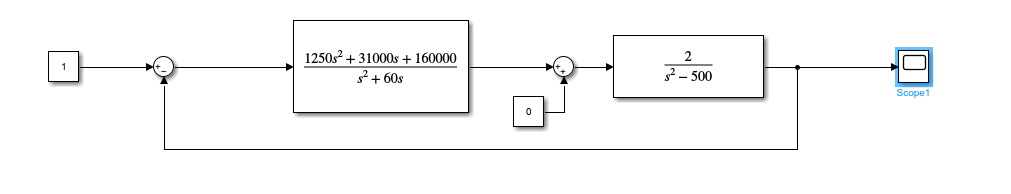 1
+
−
1250s² + 31000s + 160000
s² + 60s
+
+
0
2
s² − 500
Scope1